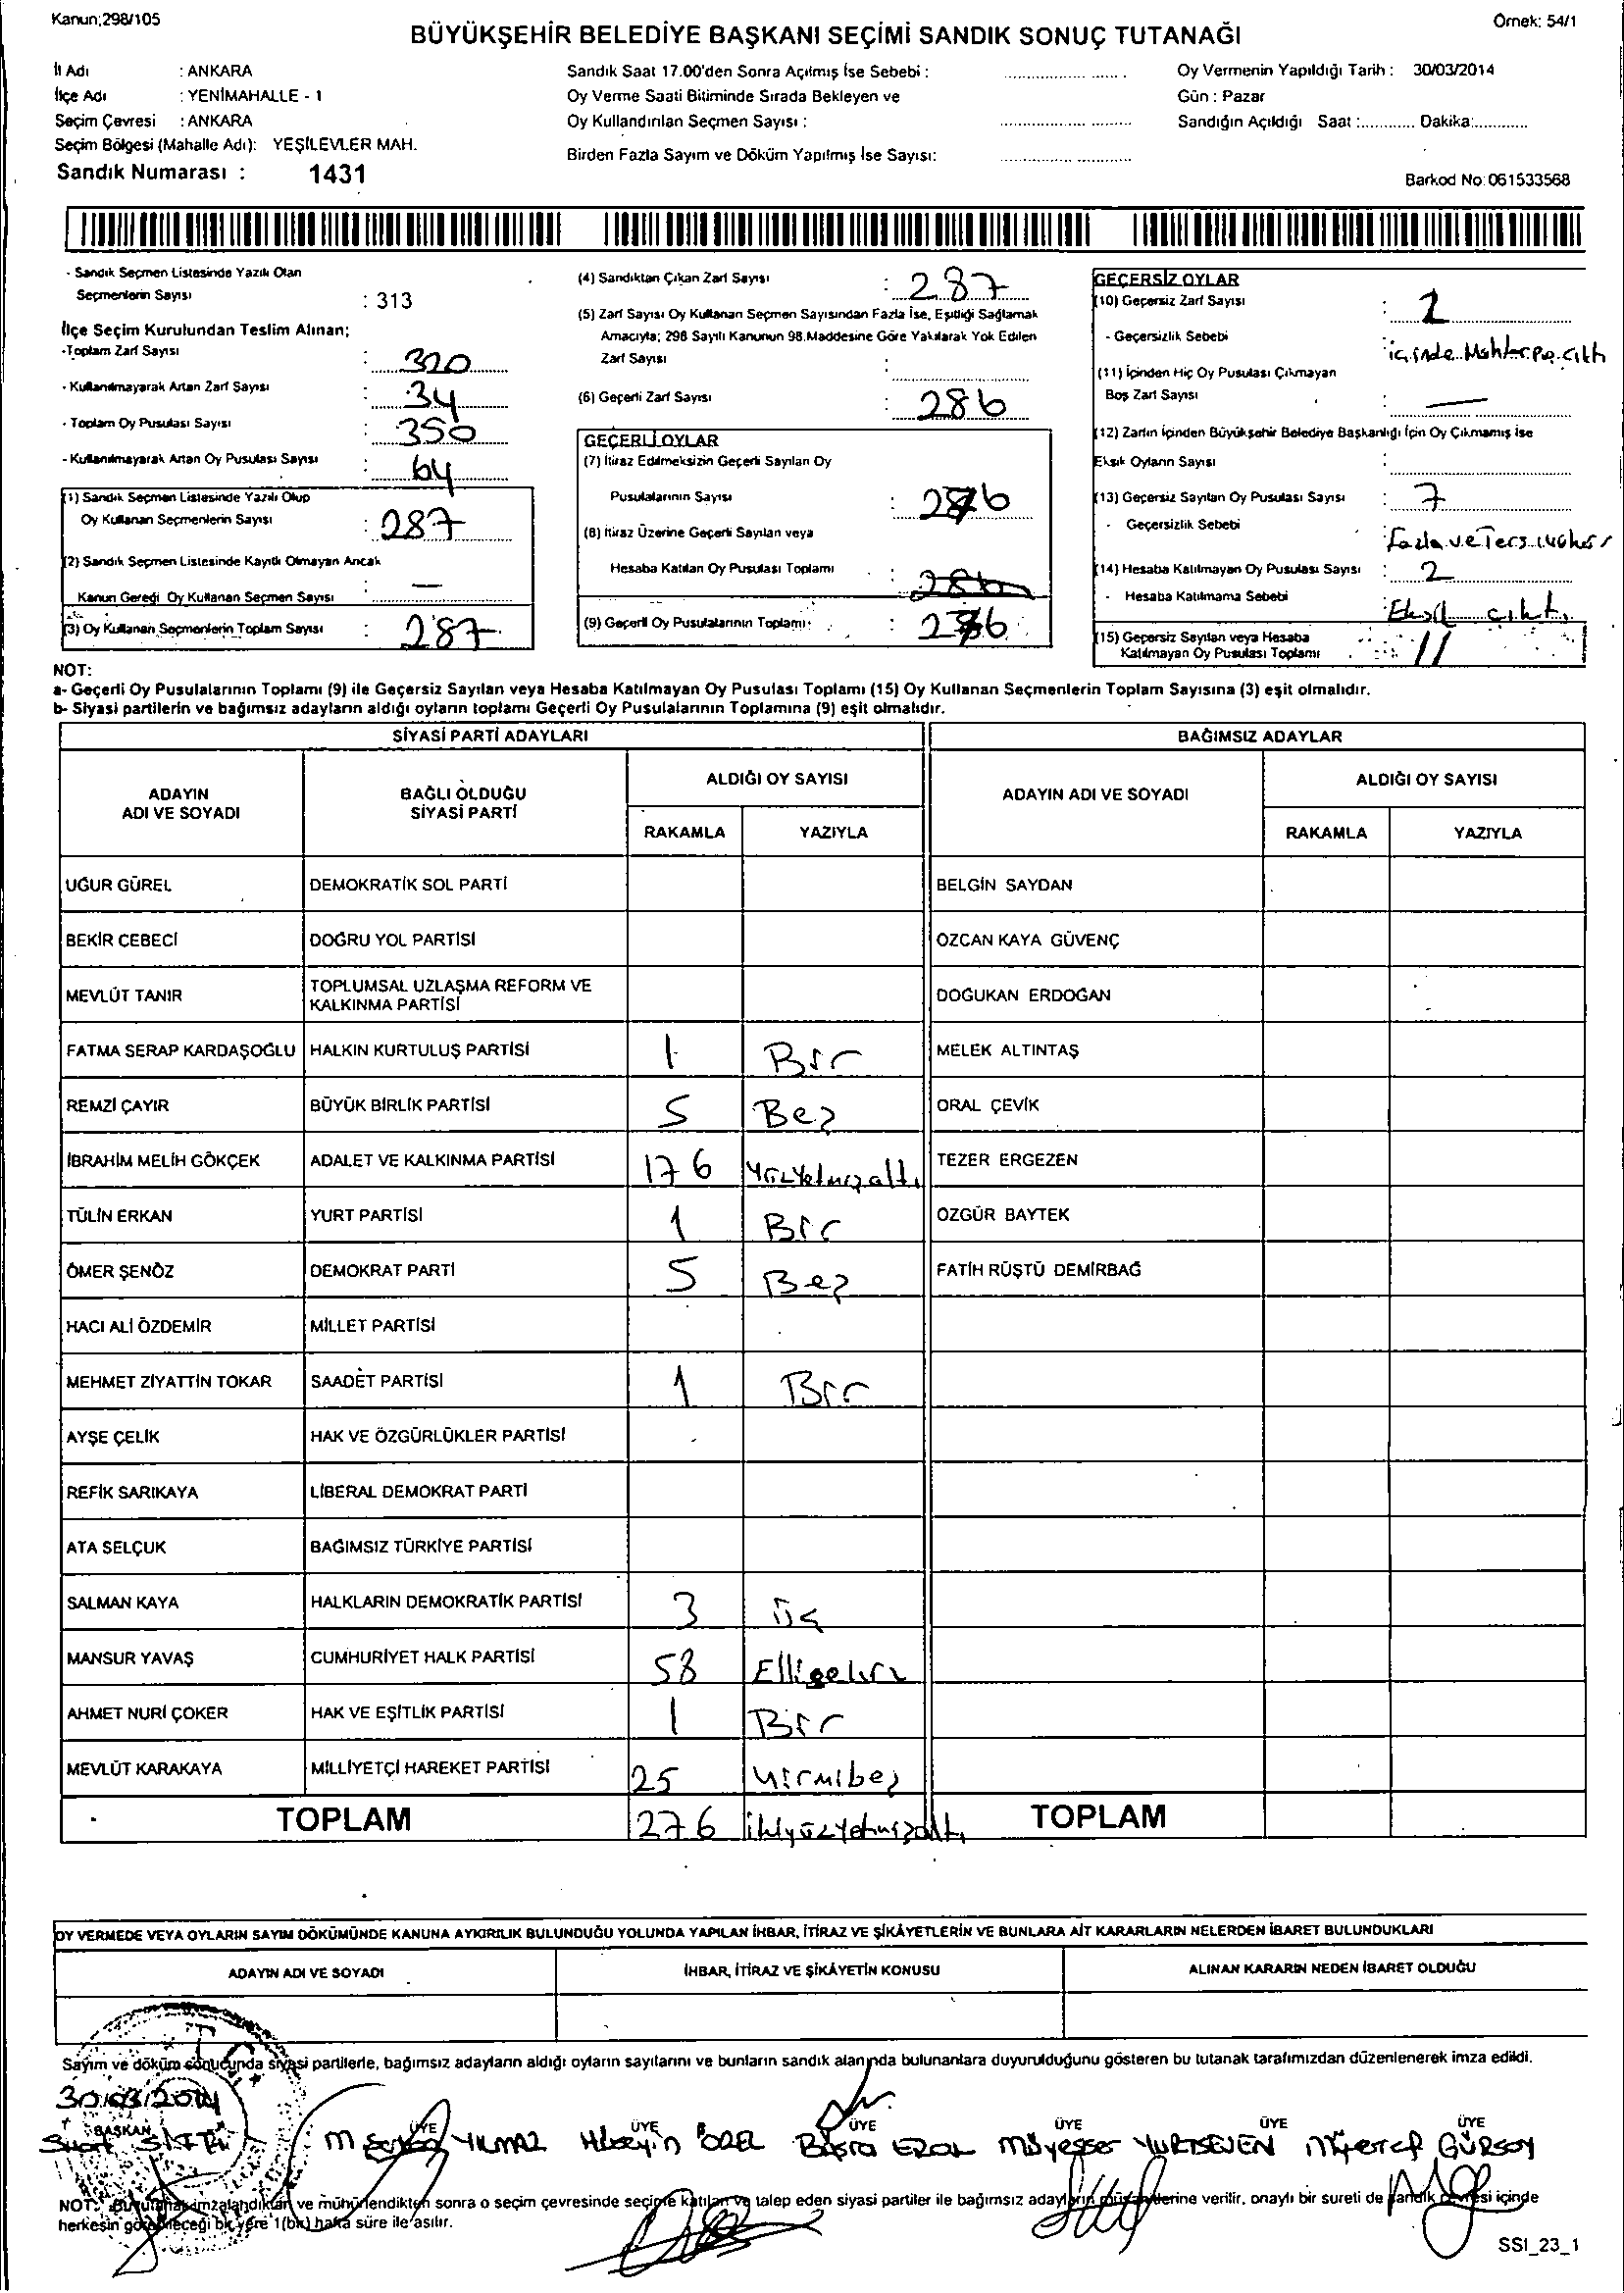 Kanun;298/105
Örnek: 54/1
BÜYÜKŞEHİR BELEDİYE BAŞKANI SEÇİMİ SANDIK SONUÇ TUTANAĞI
İl Adı : ANKARA
İlçe Adı : YENİMAHALLE - 1
Seçim Çevresi : ANKARA
Seçim Bölgesi (Mahalle Adı): YEŞİLEVLER MAH.
Sandık Numarası : 1431
Sandık Saat 17.00'den Sonra Açılmış İse Sebebi :
Oy Verme Saati Bitiminde Sırada Bekleyen ve
Oy Kullandırılan Seçmen Sayısı :
Birden Fazla Sayım ve Döküm Yapılmış İse Sayısı:
Oy Vermenin Yapıldığı Tarih : 30/03/2014
Gün : Pazar
Sandığın Açıldığı Saat :............ Dakika:............
Barkod No:061533568
- Sandık Seçmen Listesinde Yazılı Olan
Seçmenlerin Sayısı : 313
İlçe Seçim Kurulundan Teslim Alınan;
-Toplam Zarf Sayısı : 320
- Kullanılmayarak Artan Zarf Sayısı : 34
- Toplam Oy Pusulası Sayısı : 350
- Kullanılmayarak Artan Oy Pusulası Sayısı : 64
(1) Sandık Seçmen Listesinde Yazılı Olup
Oy Kullanan Seçmenlerin Sayısı : 287
(2) Sandık Seçmen Listesinde Kayıtlı Olmayan Ancak
Kanun Gereği Oy Kullanan Seçmen Sayısı : —
(3) Oy Kullanan Seçmenlerin Toplam Sayısı : 287
(4) Sandıktan Çıkan Zarf Sayısı : 287
(5) Zarf Sayısı Oy Kullanan Seçmen Sayısından Fazla İse, Eşitliği Sağlamak
Amacıyla; 298 Sayılı Kanunun 98.Maddesine Göre Yakılarak Yok Edilen
Zarf Sayısı :
(6) Geçerli Zarf Sayısı : 286
GEÇERLİ OYLAR
(7) İtiraz Edilmeksizin Geçerli Sayılan Oy
Pusulalarının Sayısı : 276
(8) İtiraz Üzerine Geçerli Sayılan veya
Hesaba Katılan Oy Pusulası Toplamı :
(9) Geçerli Oy Pusulalarının Toplamı: : 276
GEÇERSİZ OYLAR
(10) Geçersiz Zarf Sayısı : 2
- Geçersizlik Sebebi : içinde
(11) İçinden Hiç Oy Pusulası Çıkmayan
Boş Zarf Sayısı : —
(12) Zarfın İçinden Büyükşehir Belediye Başkanlığı İçin Oy Çıkmamış İse
Eksik Oyların Sayısı :
(13) Geçersiz Sayılan Oy Pusulası Sayısı : 7
- Geçersizlik Sebebi : Fazla ve Ters
(14) Hesaba Katılmayan Oy Pusulası Sayısı : 2
- Hesaba Katılmama Sebebi : Eksik çıktı
(15) Geçersiz Sayılan veya Hesaba
Katılmayan Oy Pusulası Toplamı : 11
NOT:
a- Geçerli Oy Pusulalarının Toplamı (9) ile Geçersiz Sayılan veya Hesaba Katılmayan Oy Pusulası Toplamı (15) Oy Kullanan Seçmenlerin Toplam Sayısına (3) eşit olmalıdır.
b- Siyasi partilerin ve bağımsız adayların aldığı oyların toplamı Geçerli Oy Pusulalarının Toplamına (9) eşit olmalıdır.
SİYASİ PARTİ ADAYLARI BAĞIMSIZ ADAYLAR
ADAYIN ADI VE SOYADI BAĞLI OLDUĞU SİYASİ PARTİ ALDIĞI OY SAYISI ADAYIN ADI VE SOYADI ALDIĞI OY SAYISI
RAKAMLA YAZIYLA RAKAMLA YAZIYLA
UĞUR GÜREL DEMOKRATİK SOL PARTİ BELGİN SAYDAN
BEKİR CEBECİ DOĞRU YOL PARTİSİ ÖZCAN KAYA GÜVENÇ
MEVLÜT TANIR TOPLUMSAL UZLAŞMA REFORM VE KALKINMA PARTİSİ DOĞUKAN ERDOĞAN
FATMA SERAP KARDAŞOĞLU HALKIN KURTULUŞ PARTİSİ 1 Bir MELEK ALTINTAŞ
REMZİ ÇAYIR BÜYÜK BİRLİK PARTİSİ 5 Beş ORAL ÇEVİK
İBRAHİM MELİH GÖKÇEK ADALET VE KALKINMA PARTİSİ 176 Yüzyetmişaltı TEZER ERGEZEN
TÜLİN ERKAN YURT PARTİSİ 1 Bir ÖZGÜR BAYTEK
ÖMER ŞENÖZ DEMOKRAT PARTİ 5 Beş FATİH RÜŞTÜ DEMİRBAĞ
HACI ALİ ÖZDEMİR MİLLET PARTİSİ
MEHMET ZİYATTİN TOKAR SAADET PARTİSİ 1 Bir
AYŞE ÇELİK HAK VE ÖZGÜRLÜKLER PARTİSİ
REFİK SARIKAYA LİBERAL DEMOKRAT PARTİ
ATA SELÇUK BAĞIMSIZ TÜRKİYE PARTİSİ
SALMAN KAYA HALKLARIN DEMOKRATİK PARTİSİ 3 üç
MANSUR YAVAŞ CUMHURİYET HALK PARTİSİ 58 Ellisekiz
AHMET NURİ ÇOKER HAK VE EŞİTLİK PARTİSİ 1 Bir
MEVLÜT KARAKAYA MİLLİYETÇİ HAREKET PARTİSİ 25 Yirmibeş
TOPLAM 276 ikiyüzyetmişaltı TOPLAM
OY VERMEDE VEYA OYLARIN SAYIM DÖKÜMÜNDE KANUNA AYKIRILIK BULUNDUĞU YOLUNDA YAPILAN İHBAR, İTİRAZ VE ŞİKÂYETLERİN VE BUNLARA AİT KARARLARIN NELERDEN İBARET BULUNDUKLARI
ADAYIN ADI VE SOYADI İHBAR, İTİRAZ VE ŞİKÂYETİN KONUSU ALINAN KARARIN NEDEN İBARET OLDUĞU
Sayım ve döküm sonucunda siyasi partilerle, bağımsız adayların aldığı oyların sayılarını ve bunların sandık alanında bulunanlara duyurulduğunu gösteren bu tutanak tarafımızdan düzenlenerek imza edildi.
30/03/2014
BAŞKAN ÜYE ÜYE ÜYE ÜYE ÜYE ÜYE
YILMAZ Hüseyin ÖZEL Büşra EROL Müyesser YURTSEVEN Müşerref GÜRSOY
NOT: Bu tutanak imzalandıktan ve mühürlendikten sonra o seçim çevresinde seçime katılan ve talep eden siyasi partiler ile bağımsız adayların müşahitlerine verilir, onaylı bir sureti de sandık çevresi içinde
herkesin görebileceği bir yere 1(bir) hafta süre ile asılır.
SSI_23_1